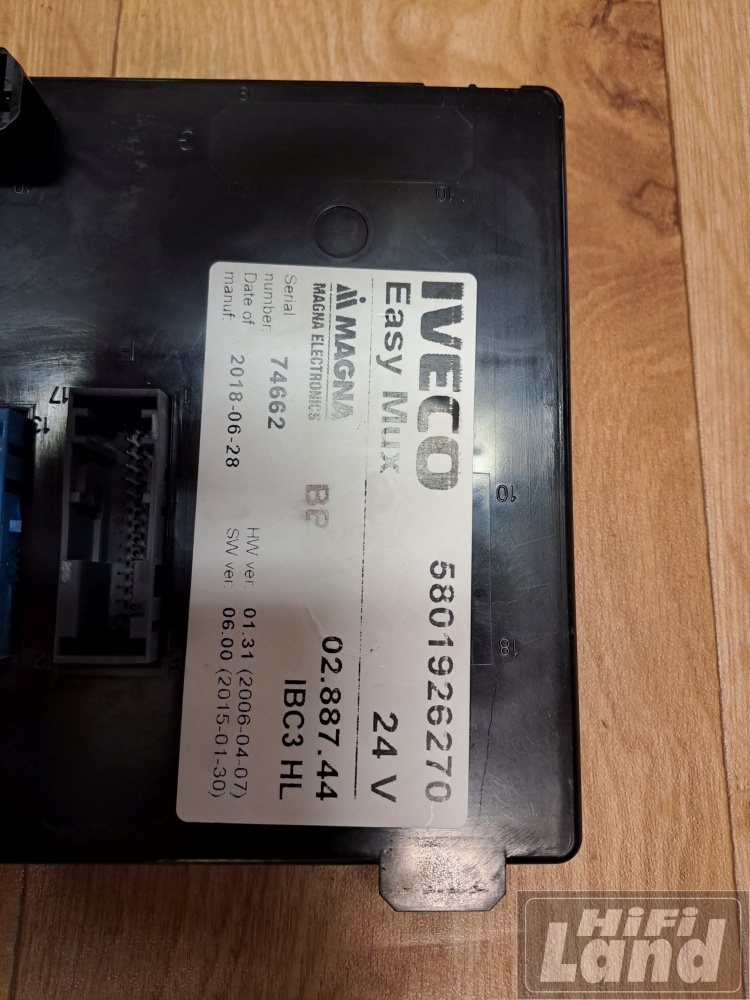 IVECO 5801926270
Easy Mux 24 V
MAGNA 02.887.44
MAGNA ELECTRONICS BP IBC3 HL
Serial
number: 74662 HW ver: 01.31 (2006-04-07)
Date of SW ver: 06.00 (2015-01-30)
manuf: 2018-06-28
10
18
17
13
HiFi
Land